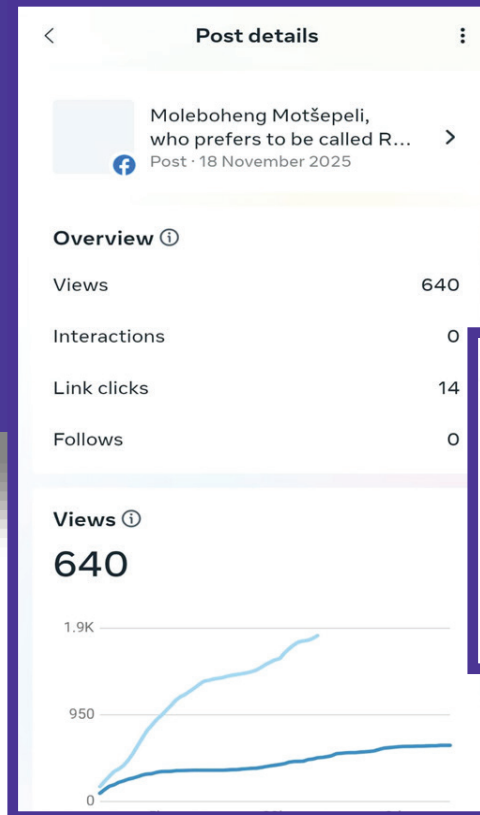 Post details
Moleboheng Motšepeli,
who prefers to be called R...
Post · 18 November 2025
Overview
Views 640
Interactions 0
Link clicks 14
Follows 0
Views
640
1.9K
950
0